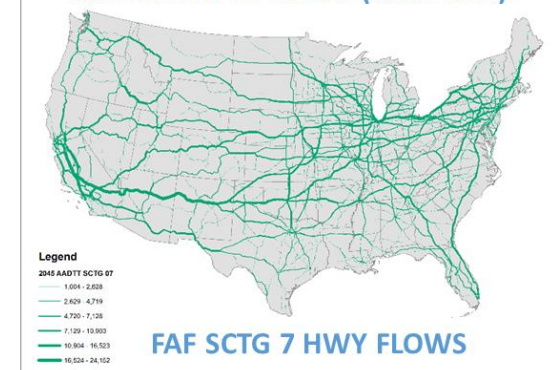 Legend
2045 AADTT SCTG 07
1,004 - 2,628
2,629 - 4,719
4,720 - 7,128
7,129 - 10,903
10,904 - 16,523
16,524 - 24,152
FAF SCTG 7 HWY FLOWS